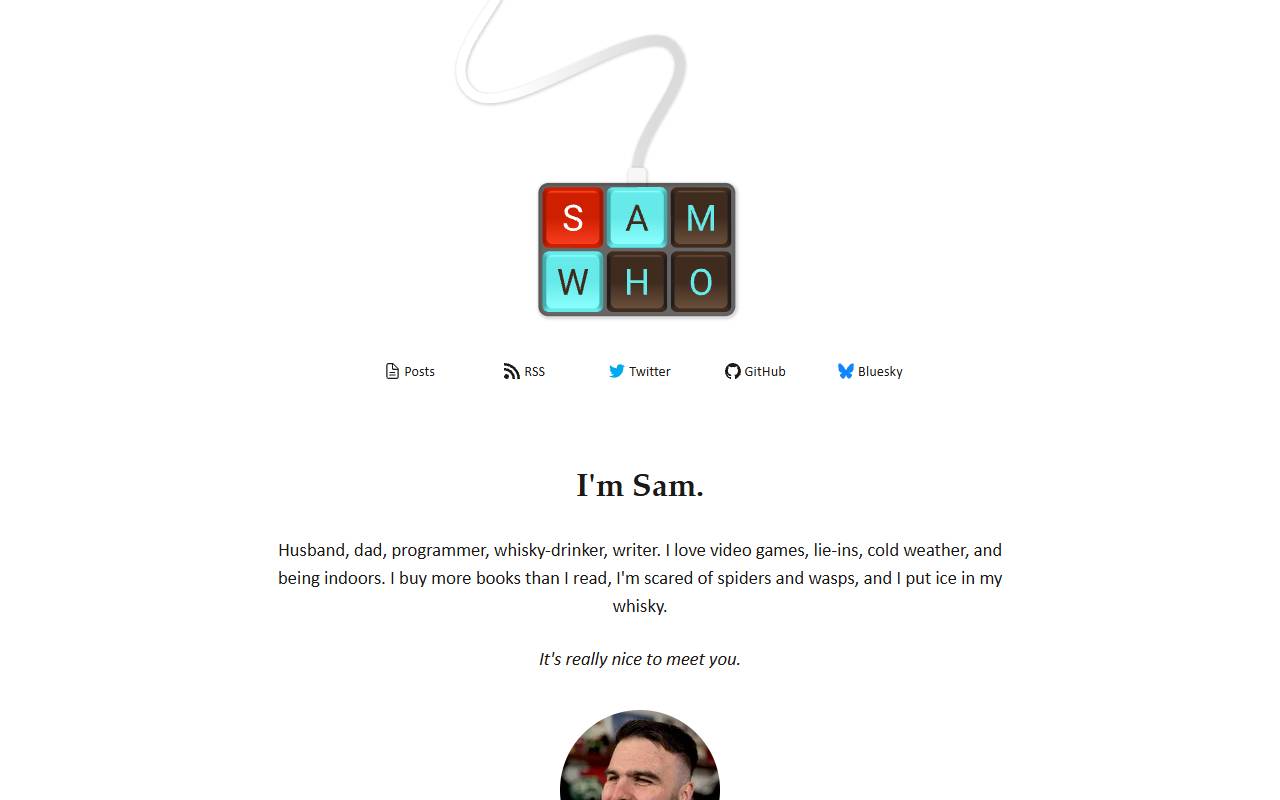 S A M
W H O
Posts RSS Twitter GitHub Bluesky
I'm Sam.
Husband, dad, programmer, whisky-drinker, writer. I love video games, lie-ins, cold weather, and
being indoors. I buy more books than I read, I'm scared of spiders and wasps, and I put ice in my
whisky.
It's really nice to meet you.